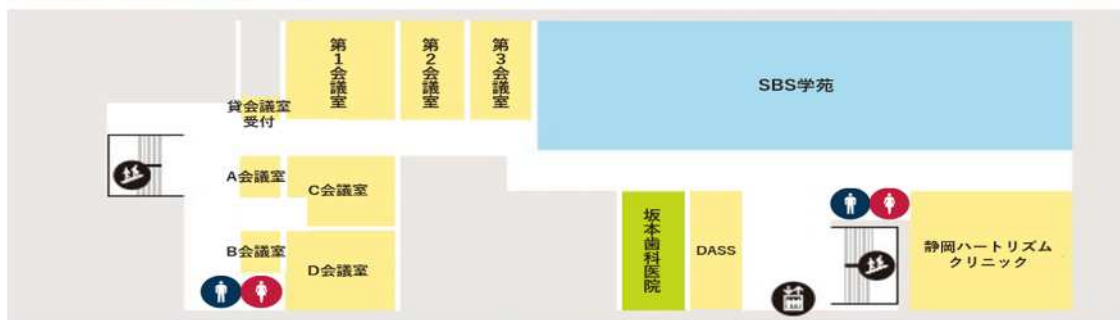 第1会議室
第2会議室
第3会議室
SBS学苑
貸会議室
受付
A会議室
C会議室
B会議室
D会議室
坂本歯科医院
DASS
静岡ハートリズム
クリニック